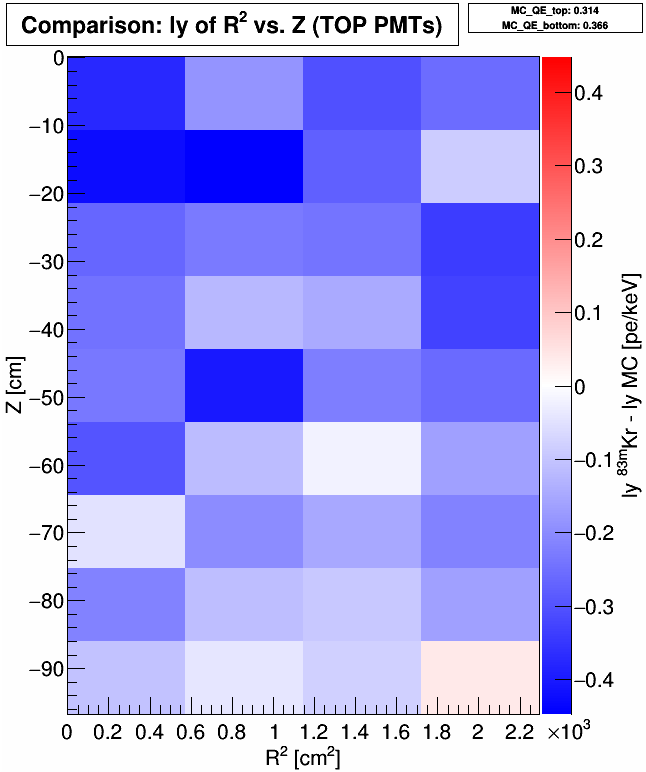 Comparison: ly of R² vs. Z (TOP PMTs)
MC_QE_top: 0.314
MC_QE_bottom: 0.366
0
−10
−20
−30
−40
−50
−60
−70
−80
−90
Z [cm]
0 0.2 0.4 0.6 0.8 1 1.2 1.4 1.6 1.8 2 2.2 ×10³
R² [cm²]
0.4
0.3
0.2
0.1
0
−0.1
−0.2
−0.3
−0.4
ly ⁸³ᵐKr - ly MC [pe/keV]